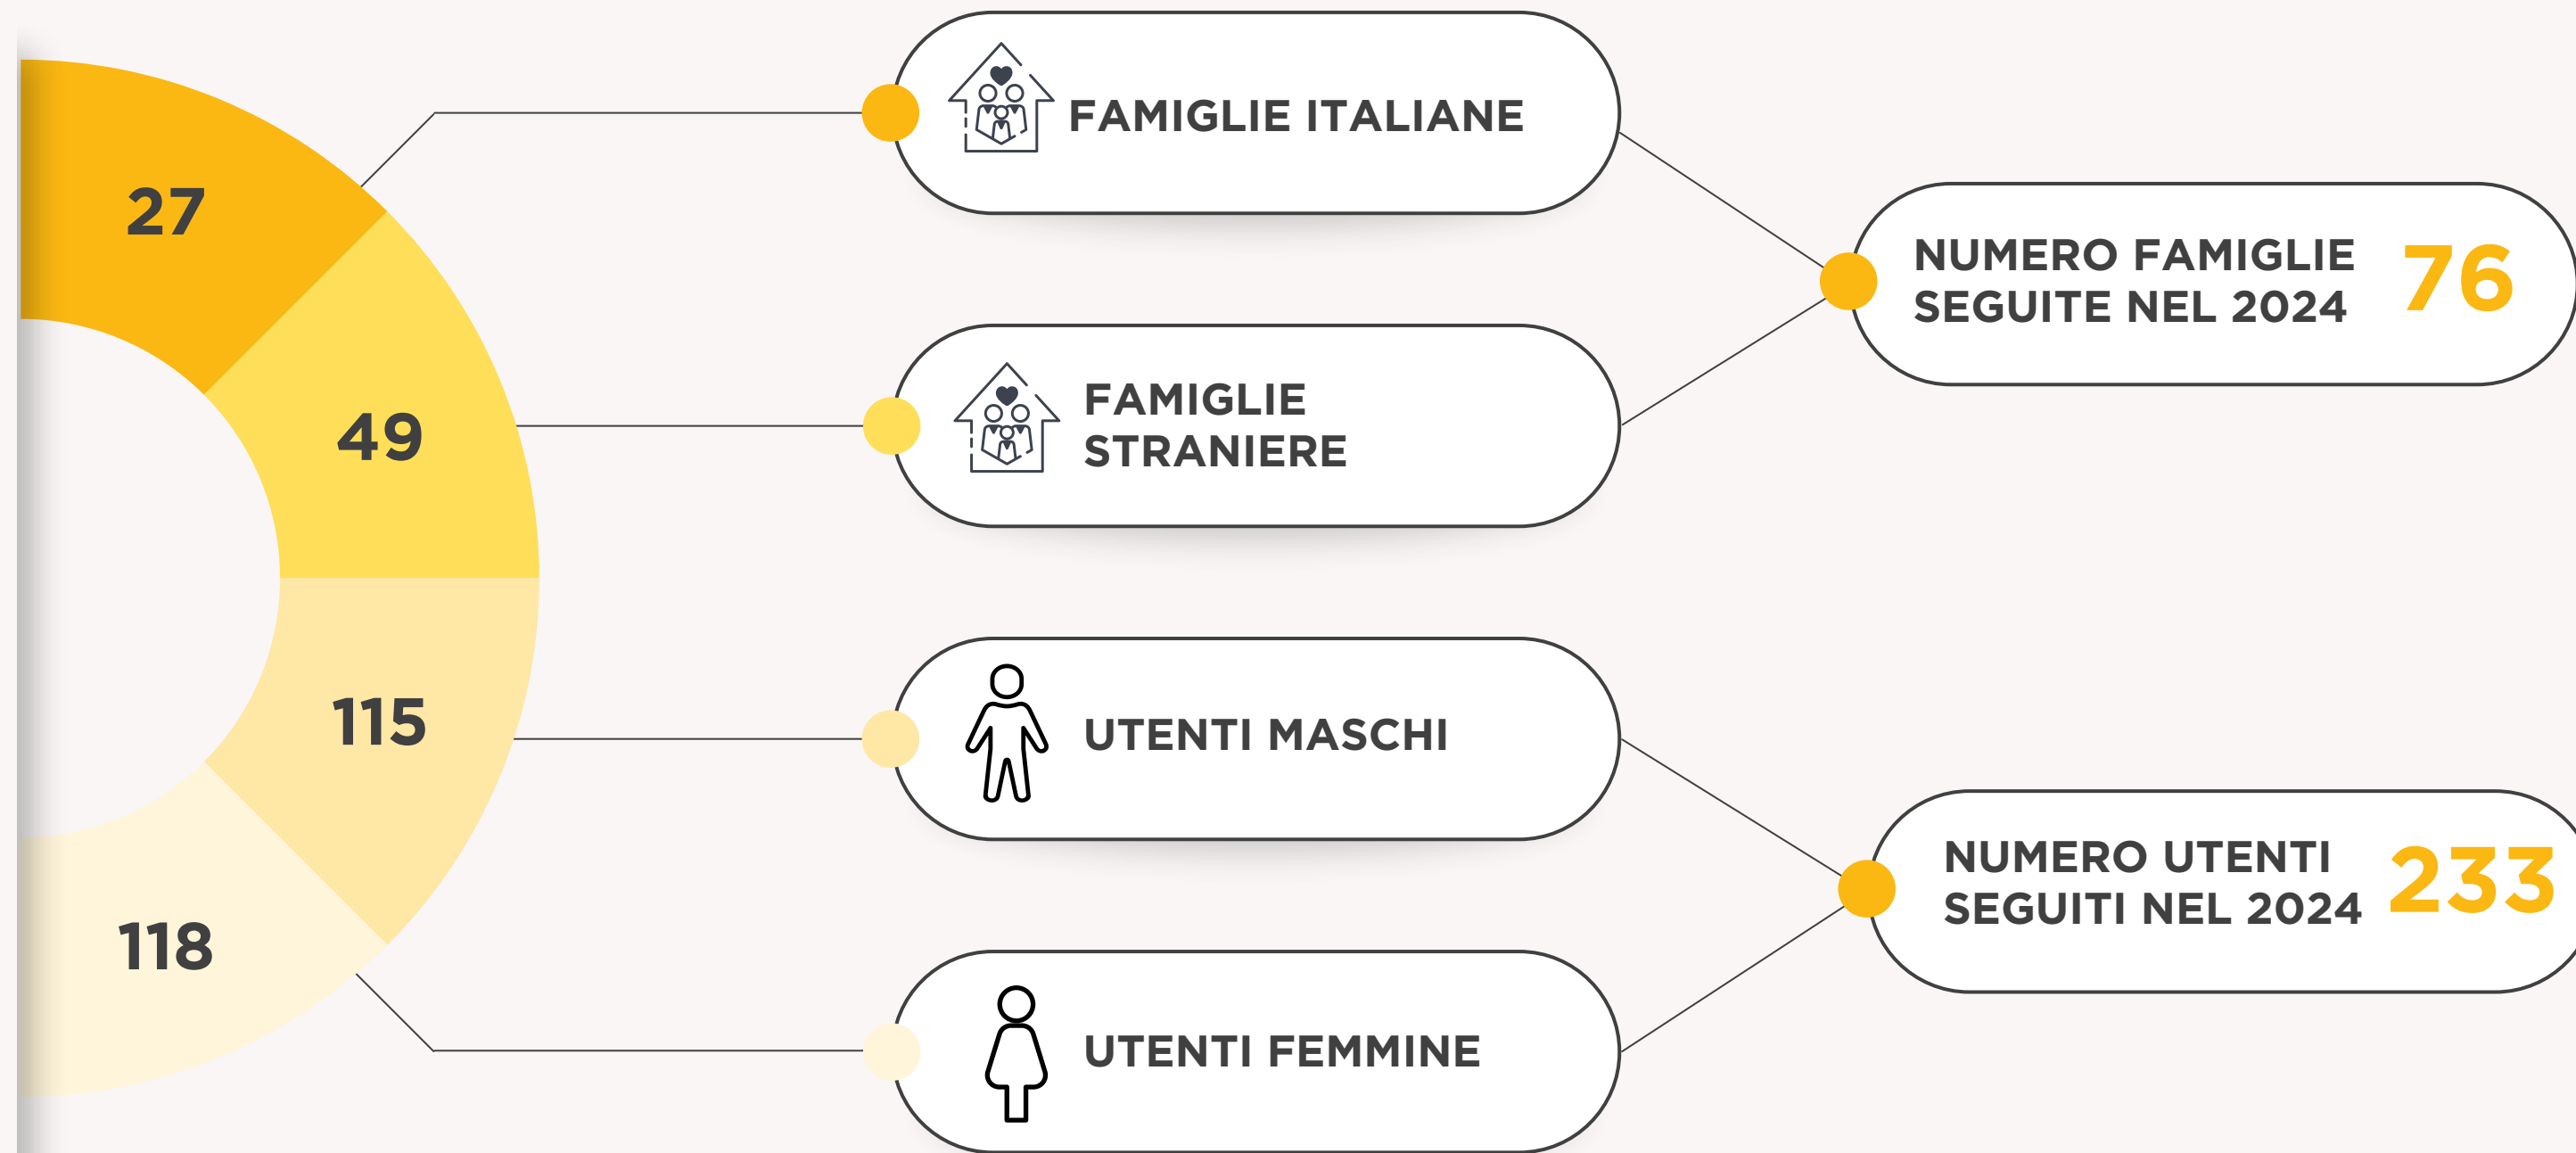 27
FAMIGLIE ITALIANE
49
FAMIGLIE
STRANIERE
NUMERO FAMIGLIE
SEGUITE NEL 2024
76
115
UTENTI MASCHI
118
UTENTI FEMMINE
NUMERO UTENTI
SEGUITI NEL 2024
233